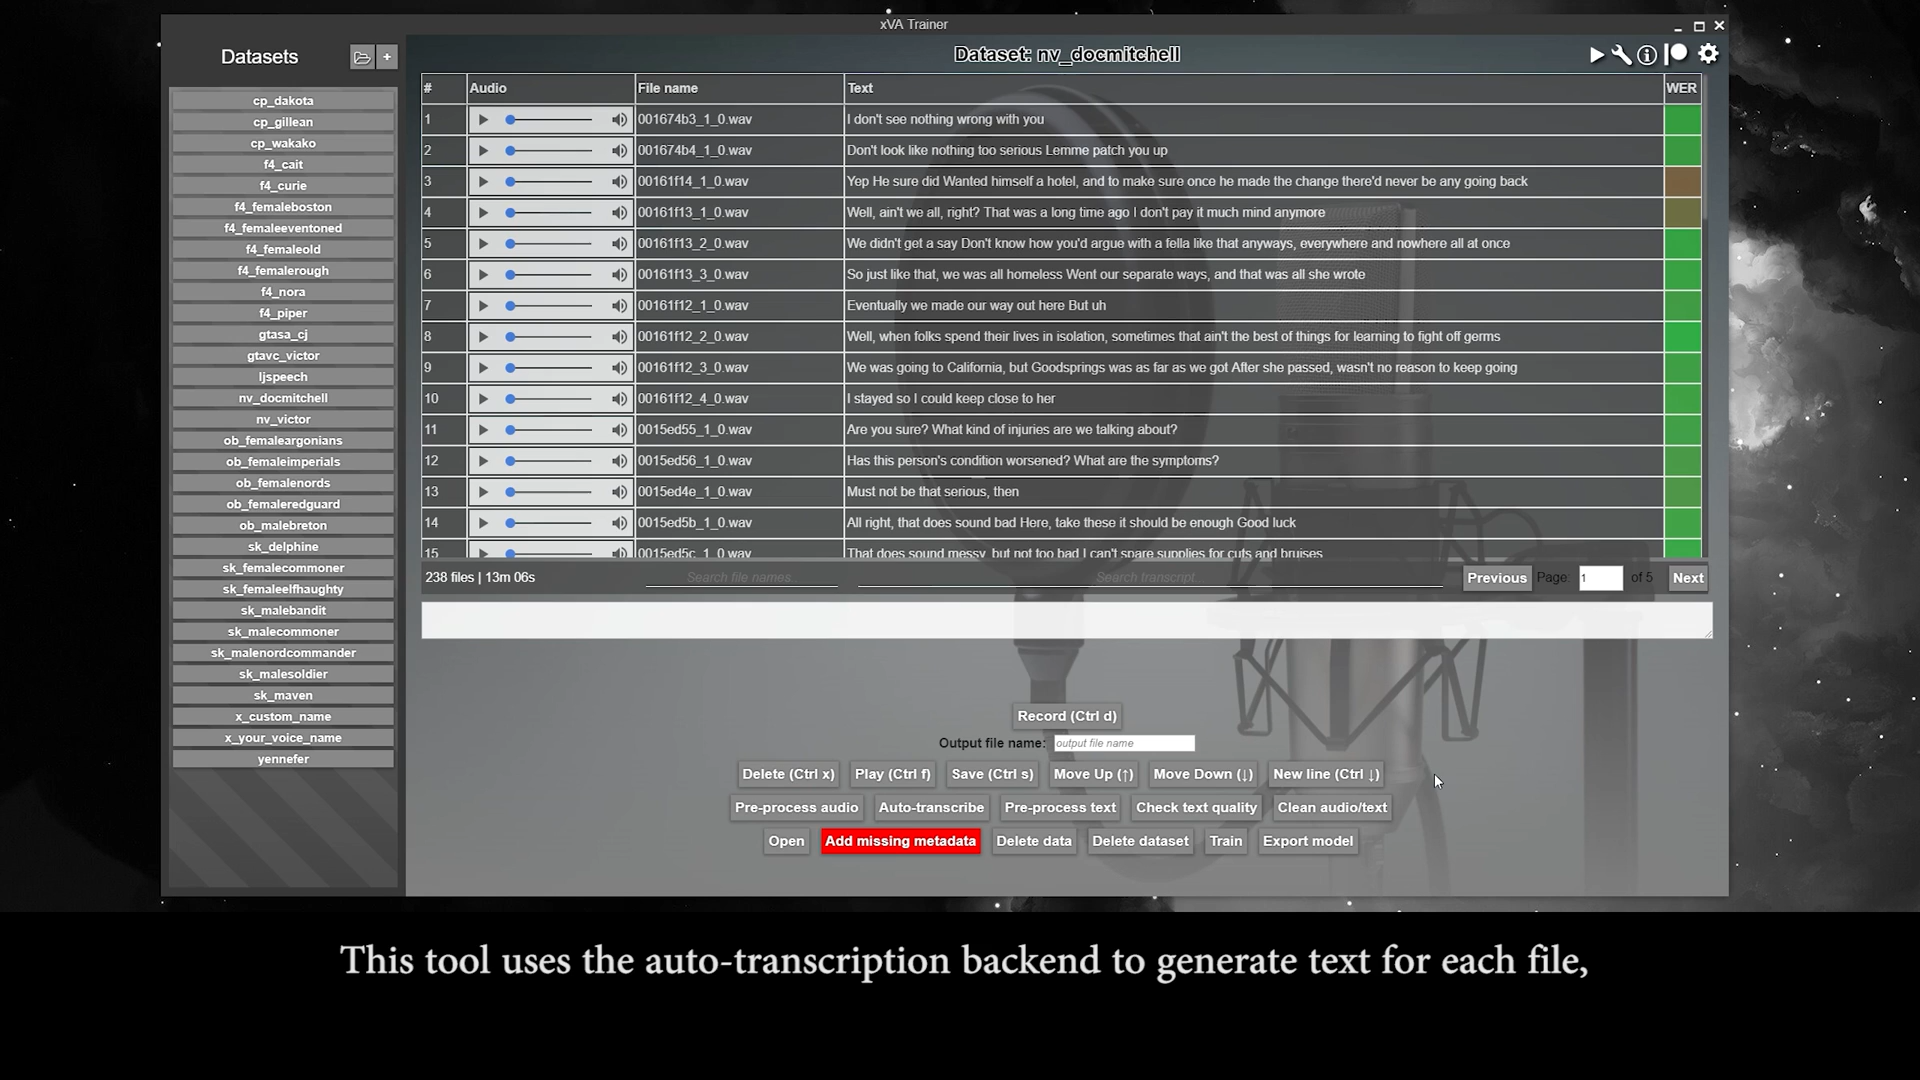 xVA Trainer
Datasets
+
cp_dakota
cp_gillean
cp_wakako
f4_cait
f4_curie
f4_femaleboston
f4_femaleeventoned
f4_femaleold
f4_femalerough
f4_nora
f4_piper
gtasa_cj
gtavc_victor
ljspeech
nv_docmitchell
nv_victor
ob_femaleargonians
ob_femaleimperials
ob_femalenords
ob_femaleredguard
ob_malebreton
sk_delphine
sk_femalecommoner
sk_femaleelfhaughty
sk_malebandit
sk_malecommoner
sk_malenordcommander
sk_malesoldier
sk_maven
x_custom_name
x_your_voice_name
yennefer
Dataset: nv_docmitchell
# Audio File name Text WER
1 001674b3_1_0.wav I don't see nothing wrong with you
2 001674b4_1_0.wav Don't look like nothing too serious Lemme patch you up
3 00161f14_1_0.wav Yep He sure did Wanted himself a hotel, and to make sure once he made the change there'd never be any going back
4 00161f13_1_0.wav Well, ain't we all, right? That was a long time ago I don't pay it much mind anymore
5 00161f13_2_0.wav We didn't get a say Don't know how you'd argue with a fella like that anyways, everywhere and nowhere all at once
6 00161f13_3_0.wav So just like that, we was all homeless Went our separate ways, and that was all she wrote
7 00161f12_1_0.wav Eventually we made our way out here But uh
8 00161f12_2_0.wav Well, when folks spend their lives in isolation, sometimes that ain't the best of things for learning to fight off germs
9 00161f12_3_0.wav We was going to California, but Goodsprings was as far as we got After she passed, wasn't no reason to keep going
10 00161f12_4_0.wav I stayed so I could keep close to her
11 0015ed55_1_0.wav Are you sure? What kind of injuries are we talking about?
12 0015ed56_1_0.wav Has this person's condition worsened? What are the symptoms?
13 0015ed4e_1_0.wav Must not be that serious, then
14 0015ed5b_1_0.wav All right, that does sound bad Here, take these it should be enough Good luck
15 0015ed5c_1_0.wav That does sound messy, but not too bad I can't spare supplies for cuts and bruises
238 files | 13m 06s Search file names... Search transcript... Previous Page: 1 of 5 Next
Record (Ctrl d)
Output file name: output file name
Delete (Ctrl x) Play (Ctrl f) Save (Ctrl s) Move Up (↑) Move Down (↓) New line (Ctrl ↓)
Pre-process audio Auto-transcribe Pre-process text Check text quality Clean audio/text
Open Add missing metadata Delete data Delete dataset Train Export model
This tool uses the auto-transcription backend to generate text for each file,